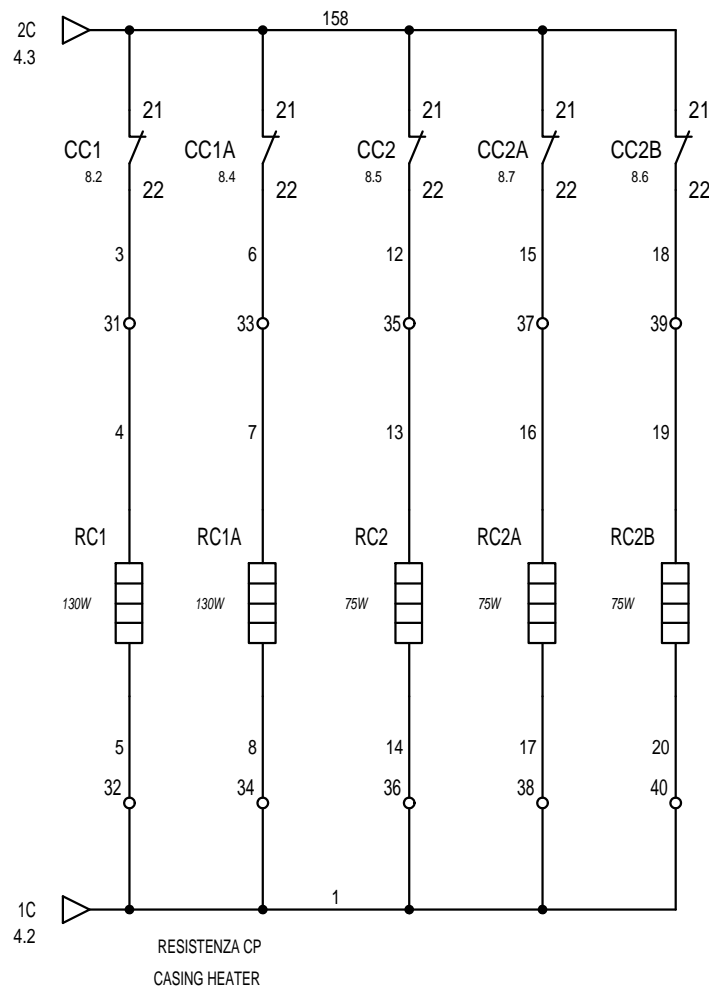 2C 158
4.3
21 21 21 21 21
CC1 CC1A CC2 CC2A CC2B
8.2 8.4 8.5 8.7 8.6
22 22 22 22 22
3 6 12 15 18
31 33 35 37 39
4 7 13 16 19
RC1 RC1A RC2 RC2A RC2B
130W 130W 75W 75W 75W
5 8 14 17 20
32 34 36 38 40
1C 1
4.2
RESISTENZA CP
CASING HEATER